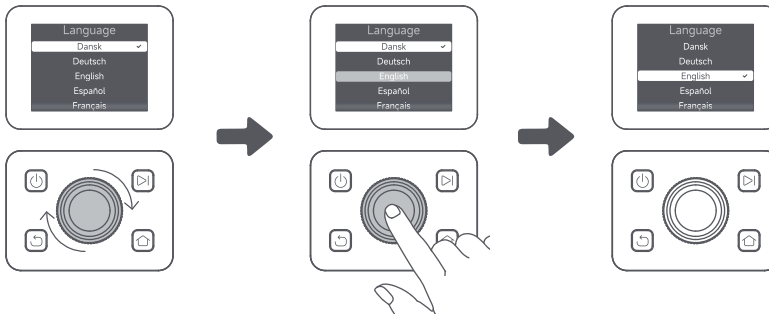 Language
Dansk
Deutsch
English
Español
Français
Language
Dansk
Deutsch
English
Español
Français
Language
Dansk
Deutsch
English
Español
Français